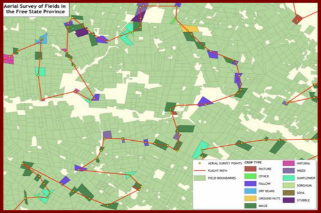 Aerial Survey of Fields in
the Free State Province
AERIAL SURVEY POINTS
FLIGHT PATH
FIELD BOUNDARIES
CROP TYPE
PASTURE
OTHER
FALLOW
DRY BEANS
GROUND NUTS
MAIZE
NATURAL
WEEDS
SUNFLOWER
SORGHUM
SOYA
STUBBLE